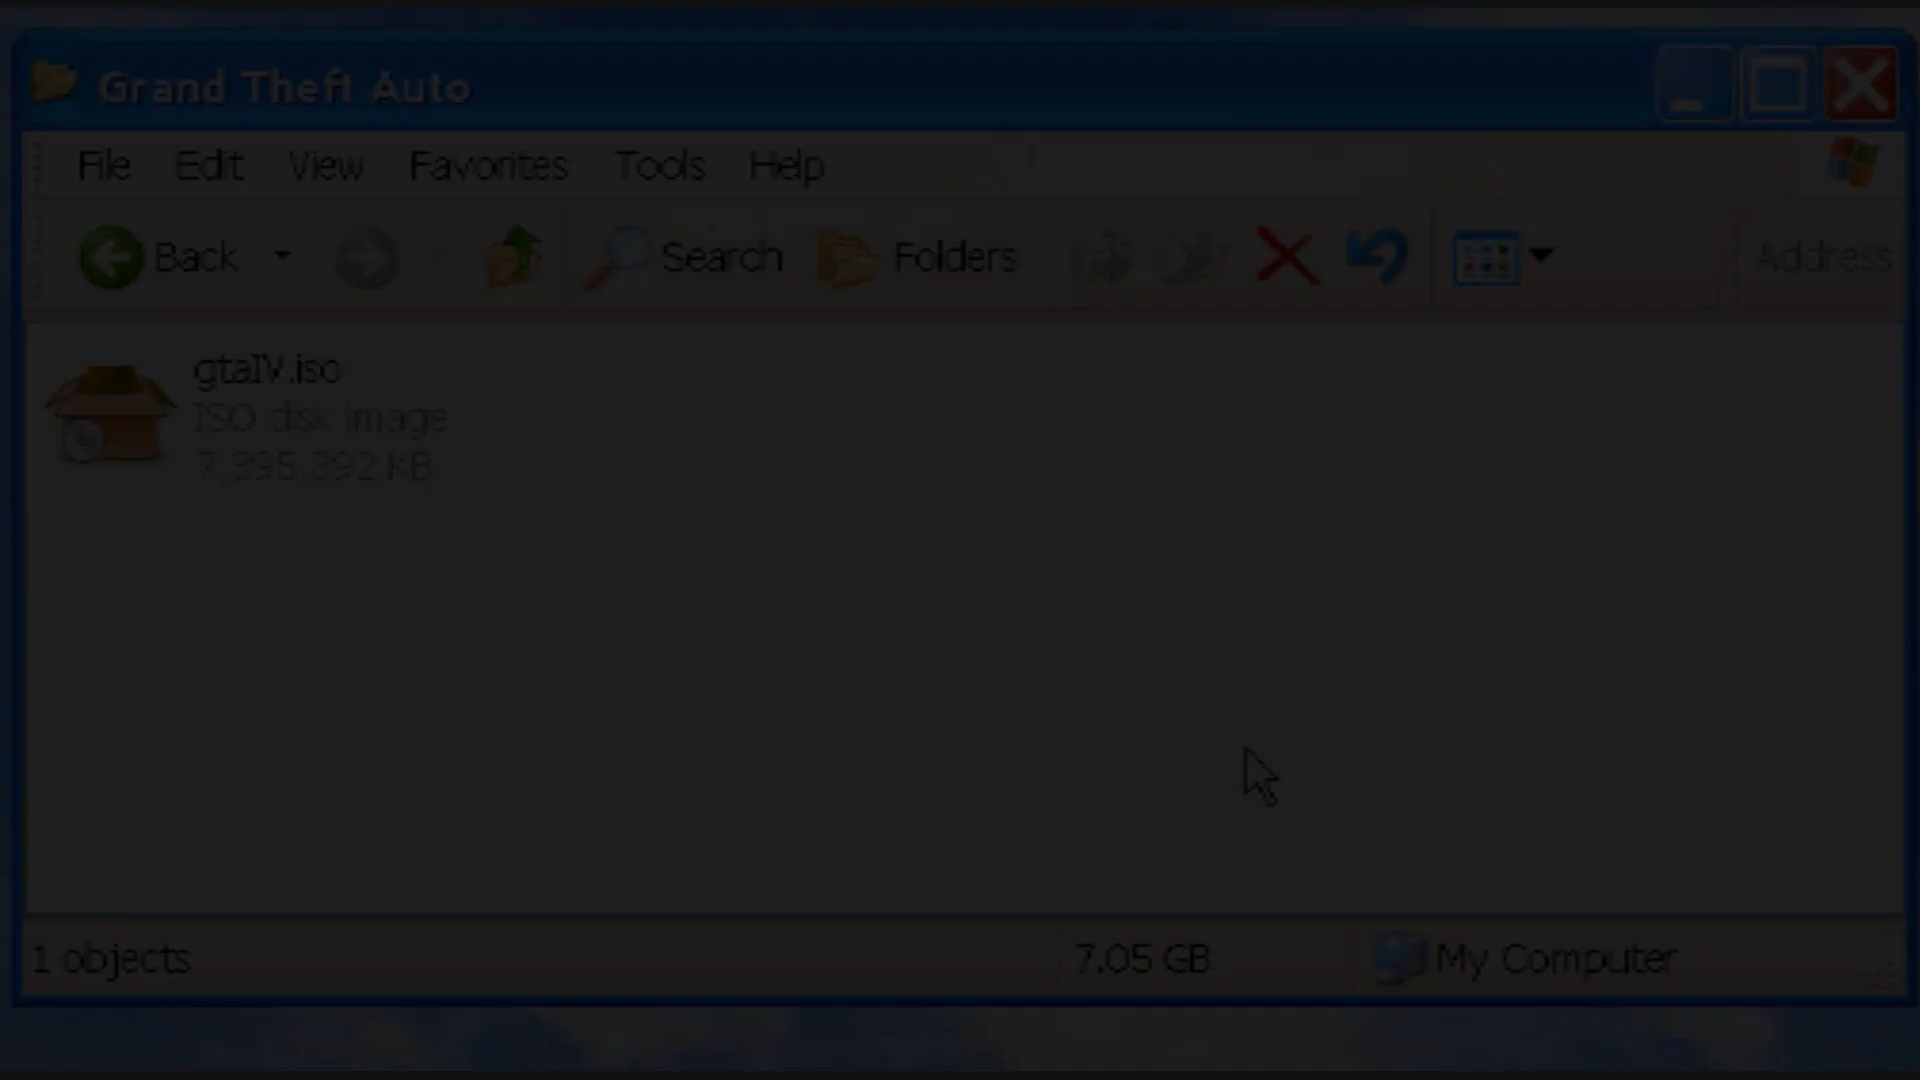 Grand Theft Auto
File Edit View Favorites Tools Help
Back Search Folders Address
gtaIV.iso
ISO disk image
7,395,392 KB
1 objects 7.05 GB My Computer